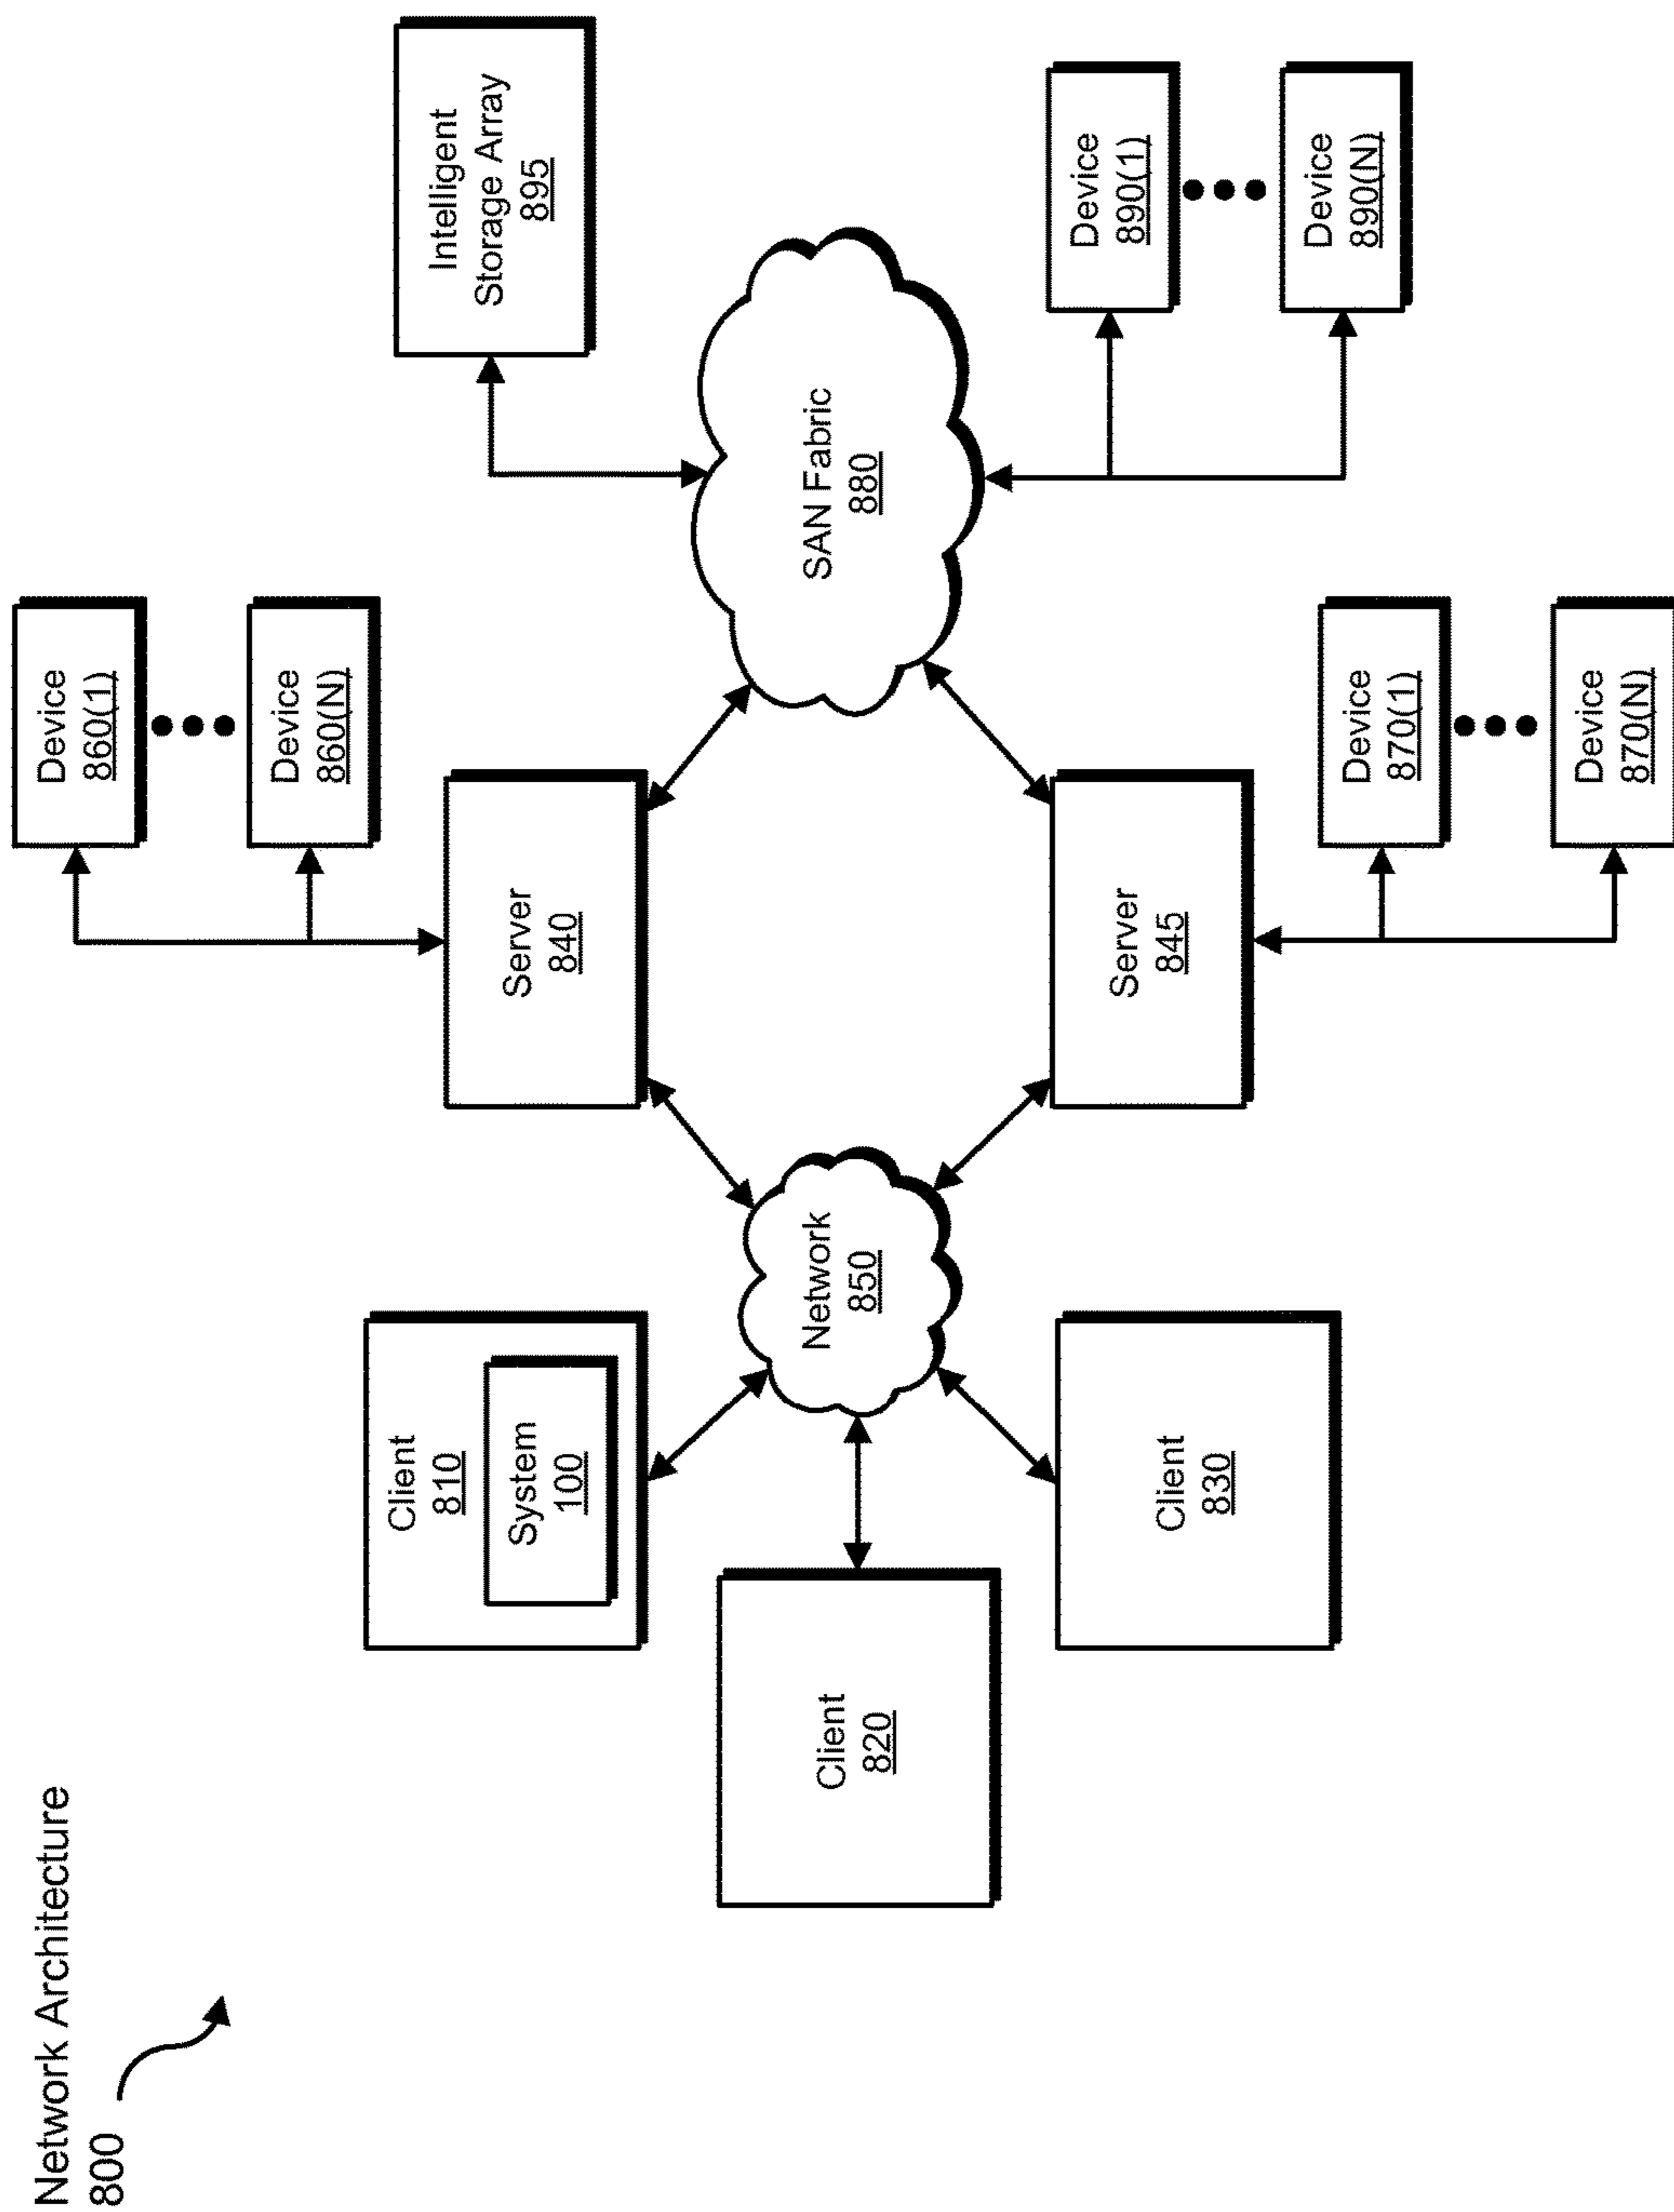 Network Architecture
800
Device
860(1)
Device
860(N)
Intelligent
Storage Array
895
Client
810
System
100
Server
840
Client
820
Network
850
SAN Fabric
880
Client
830
Server
845
Device
890(1)
Device
890(N)
Device
870(1)
Device
870(N)